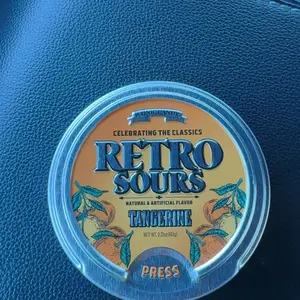 CELEBRATING THE CLASSICS
RETRO
SOURS
NATURAL & ARTIFICIAL FLAVOR
TANGERINE
PRESS